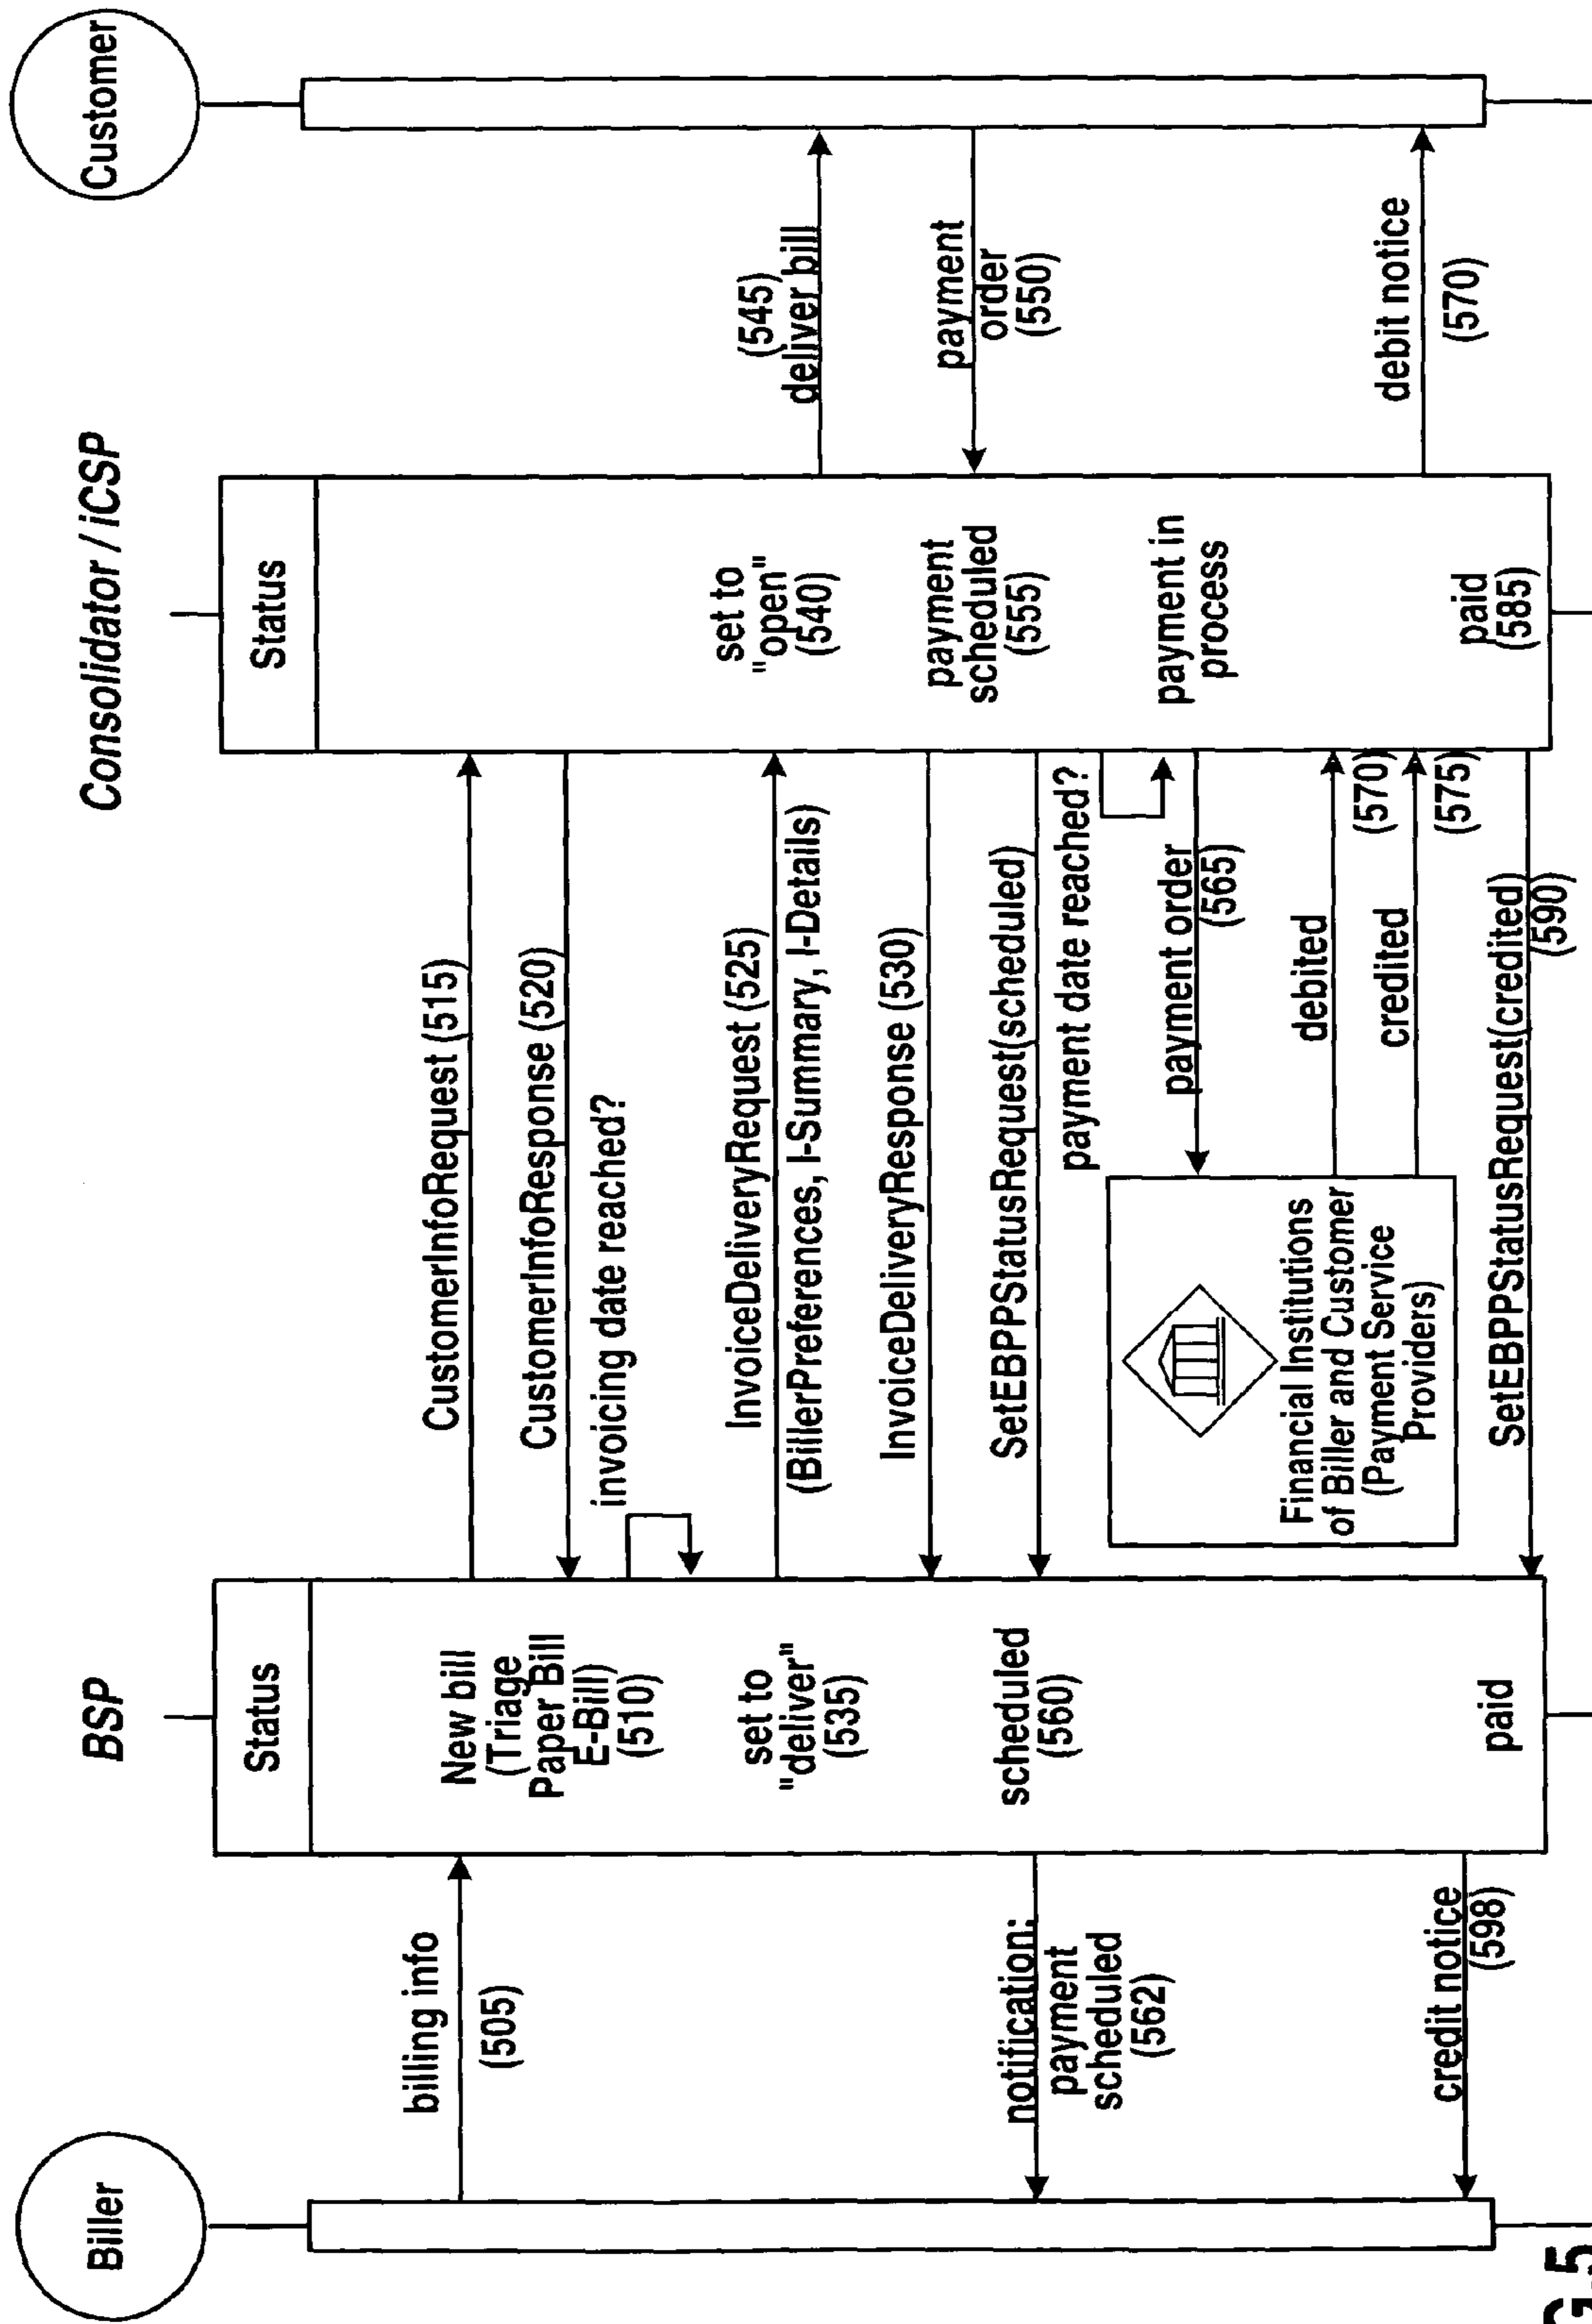 Biller
BSP
Consolidator / iCSP
Customer
Status
Status
billing info
(505)
New bill
(Triage
Paper Bill
E-Bill)
(510)
CustomerInfoRequest (515)
CustomerInfoResponse (520)
invoicing date reached?
set to
"deliver"
(535)
InvoiceDeliveryRequest (525)
(BillerPreferences, I-Summary, I-Details)
set to
"open"
(540)
(545)
deliver bill
InvoiceDeliveryResponse (530)
payment
scheduled
(555)
payment
order
(550)
notification:
payment
scheduled
(562)
scheduled
(560)
SetEBPPStatusRequest(scheduled)
payment date reached?
payment in
process
payment order
(565)
Financial Institutions
of Biller and Customer
(Payment Service
Providers)
debited
(570)
credited
(575)
debit notice
(570)
credit notice
(598)
paid
SetEBPPStatusRequest(credited)
(590)
paid
(585)